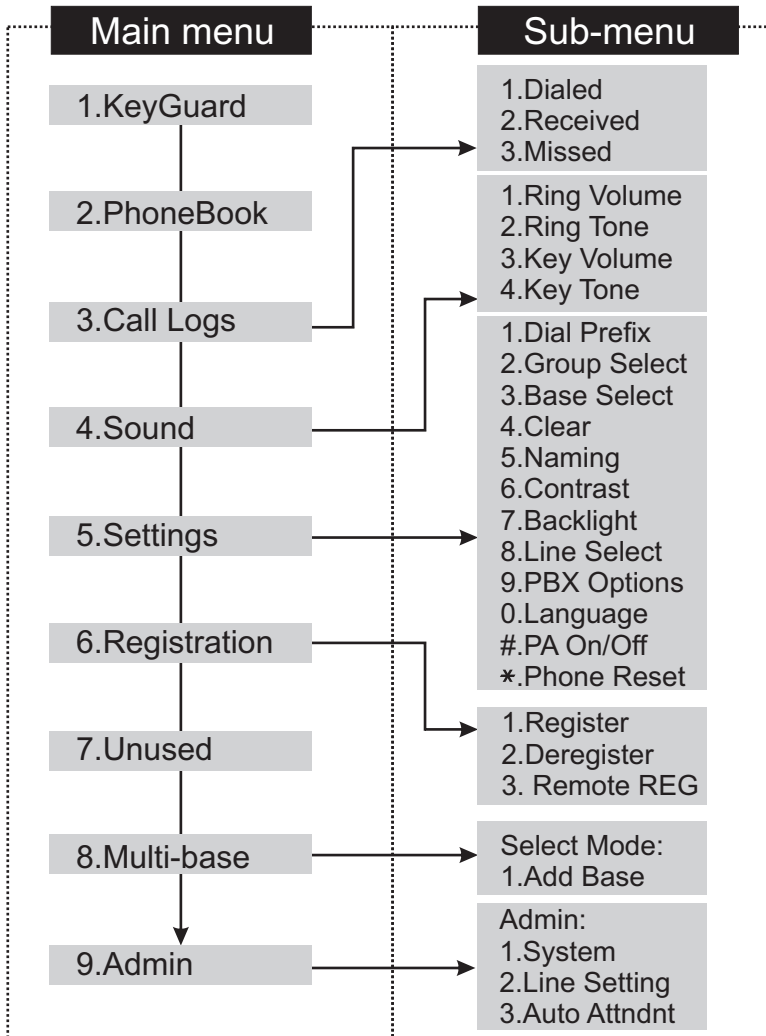 Main menu
1.KeyGuard
2.PhoneBook
3.Call Logs
4.Sound
5.Settings
6.Registration
7.Unused
8.Multi-base
9.Admin
Sub-menu
1.Dialed
2.Received
3.Missed
1.Ring Volume
2.Ring Tone
3.Key Volume
4.Key Tone
1.Dial Prefix
2.Group Select
3.Base Select
4.Clear
5.Naming
6.Contrast
7.Backlight
8.Line Select
9.PBX Options
0.Language
#.PA On/Off
*.Phone Reset
1.Register
2.Deregister
3. Remote REG
Select Mode:
1.Add Base
Admin:
1.System
2.Line Setting
3.Auto Attndnt